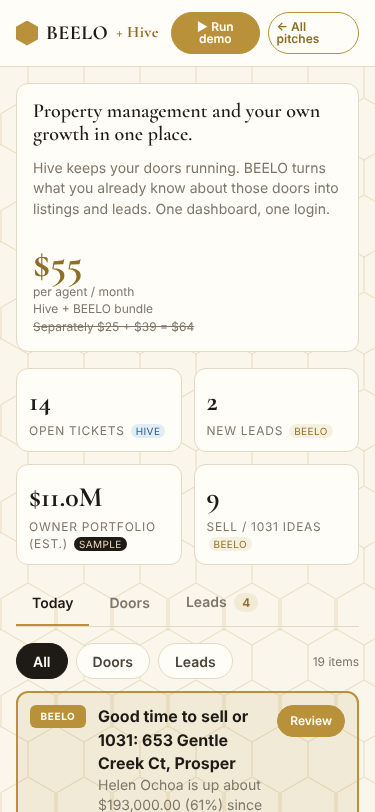 BEELO + Hive
▶ Run demo
← All pitches
Property management and your own
growth in one place.
Hive keeps your doors running. BEELO turns
what you already know about those doors into
listings and leads. One dashboard, one login.
$55
per agent / month
Hive + BEELO bundle
Separately $25 + $39 = $64
14
OPEN TICKETS HIVE
2
NEW LEADS BEELO
$11.0M
OWNER PORTFOLIO
(EST.) SAMPLE
9
SELL / 1031 IDEAS
BEELO
Today Doors Leads 4
All Doors Leads 19 items
BEELO
Good time to sell or
1031: 653 Gentle
Creek Ct, Prosper
Review
Helen Ochoa is up about
$193,000.00 (61%) since